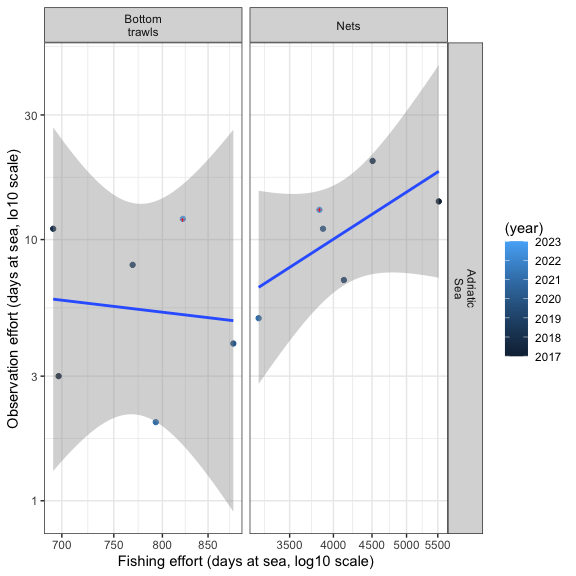 Bottom
trawls
Nets
Adriatic
Sea
Observation effort (days at sea, lo10 scale)
30
10
3
1
700 750 800 850
3500 4000 4500 5000 5500
Fishing effort (days at sea, log10 scale)
(year)
2023
2022
2021
2020
2019
2018
2017